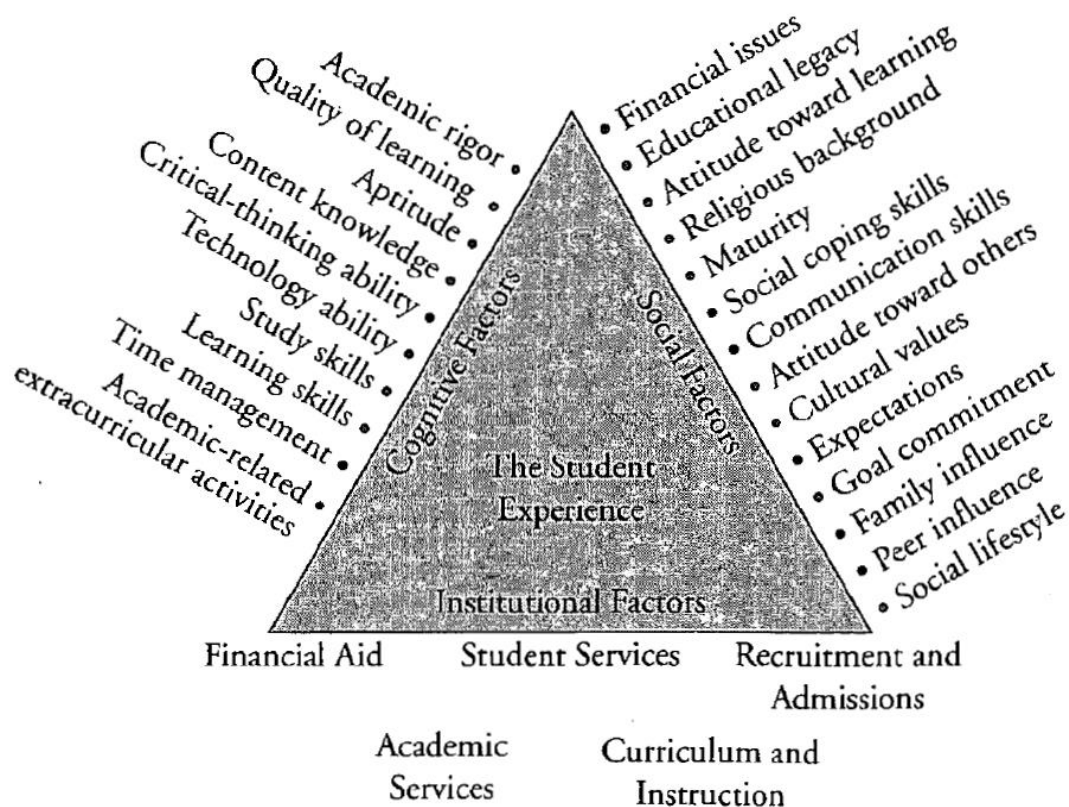 Academic rigor
Quality of learning
Aptitude
Content knowledge
Critical-thinking ability
Technology ability
Study skills
Learning skills
Time management
Academic-related
extracurricular activities
Cognitive Factors
Financial issues
Educational legacy
Attitude toward learning
Religious background
Maturity
Social coping skills
Communication skills
Attitude toward others
Cultural values
Expectations
Goal commitment
Family influence
Peer influence
Social lifestyle
Social Factors
The Student
Experience
Institutional Factors
Financial Aid
Student Services
Recruitment and
Admissions
Academic
Services
Curriculum and
Instruction